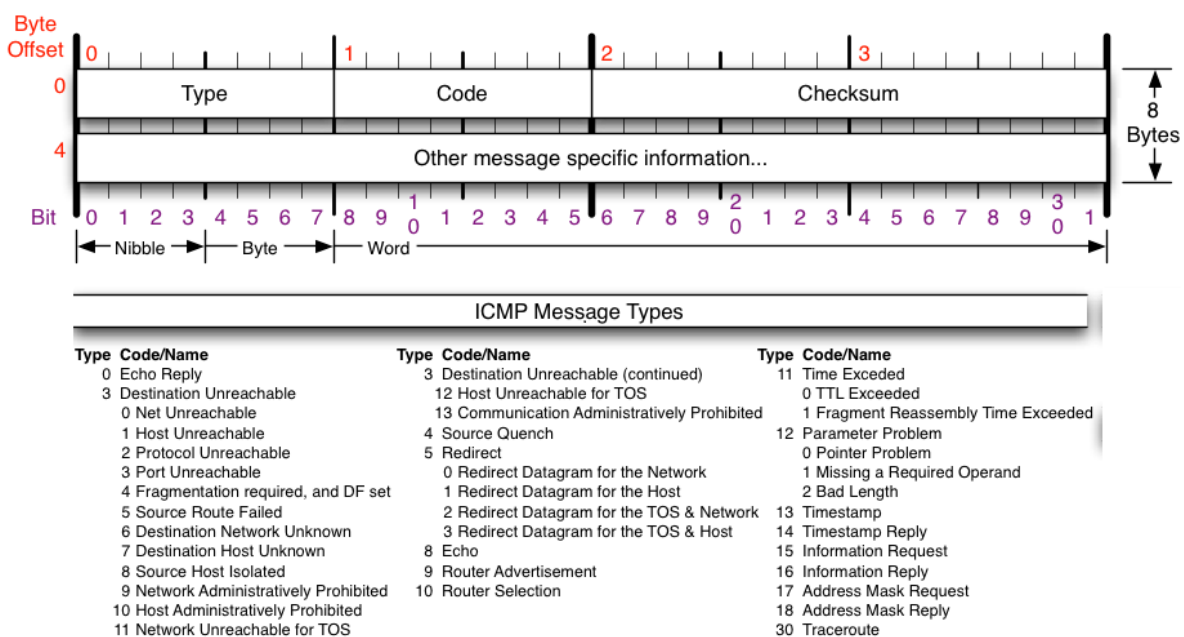 Byte
Offset
0 1 2 3
0
Type Code Checksum
8
Bytes
4
Other message specific information...
Bit 0 1 2 3 4 5 6 7 8 9 10 1 2 3 4 5 6 7 8 9 20 1 2 3 4 5 6 7 8 9 30 1
Nibble Byte Word
ICMP Message Types
Type Code/Name
0 Echo Reply
3 Destination Unreachable
0 Net Unreachable
1 Host Unreachable
2 Protocol Unreachable
3 Port Unreachable
4 Fragmentation required, and DF set
5 Source Route Failed
6 Destination Network Unknown
7 Destination Host Unknown
8 Source Host Isolated
9 Network Administratively Prohibited
10 Host Administratively Prohibited
11 Network Unreachable for TOS
Type Code/Name
3 Destination Unreachable (continued)
12 Host Unreachable for TOS
13 Communication Administratively Prohibited
4 Source Quench
5 Redirect
0 Redirect Datagram for the Network
1 Redirect Datagram for the Host
2 Redirect Datagram for the TOS & Network
3 Redirect Datagram for the TOS & Host
8 Echo
9 Router Advertisement
10 Router Selection
Type Code/Name
11 Time Exceded
0 TTL Exceeded
1 Fragment Reassembly Time Exceeded
12 Parameter Problem
0 Pointer Problem
1 Missing a Required Operand
2 Bad Length
13 Timestamp
14 Timestamp Reply
15 Information Request
16 Information Reply
17 Address Mask Request
18 Address Mask Reply
30 Traceroute